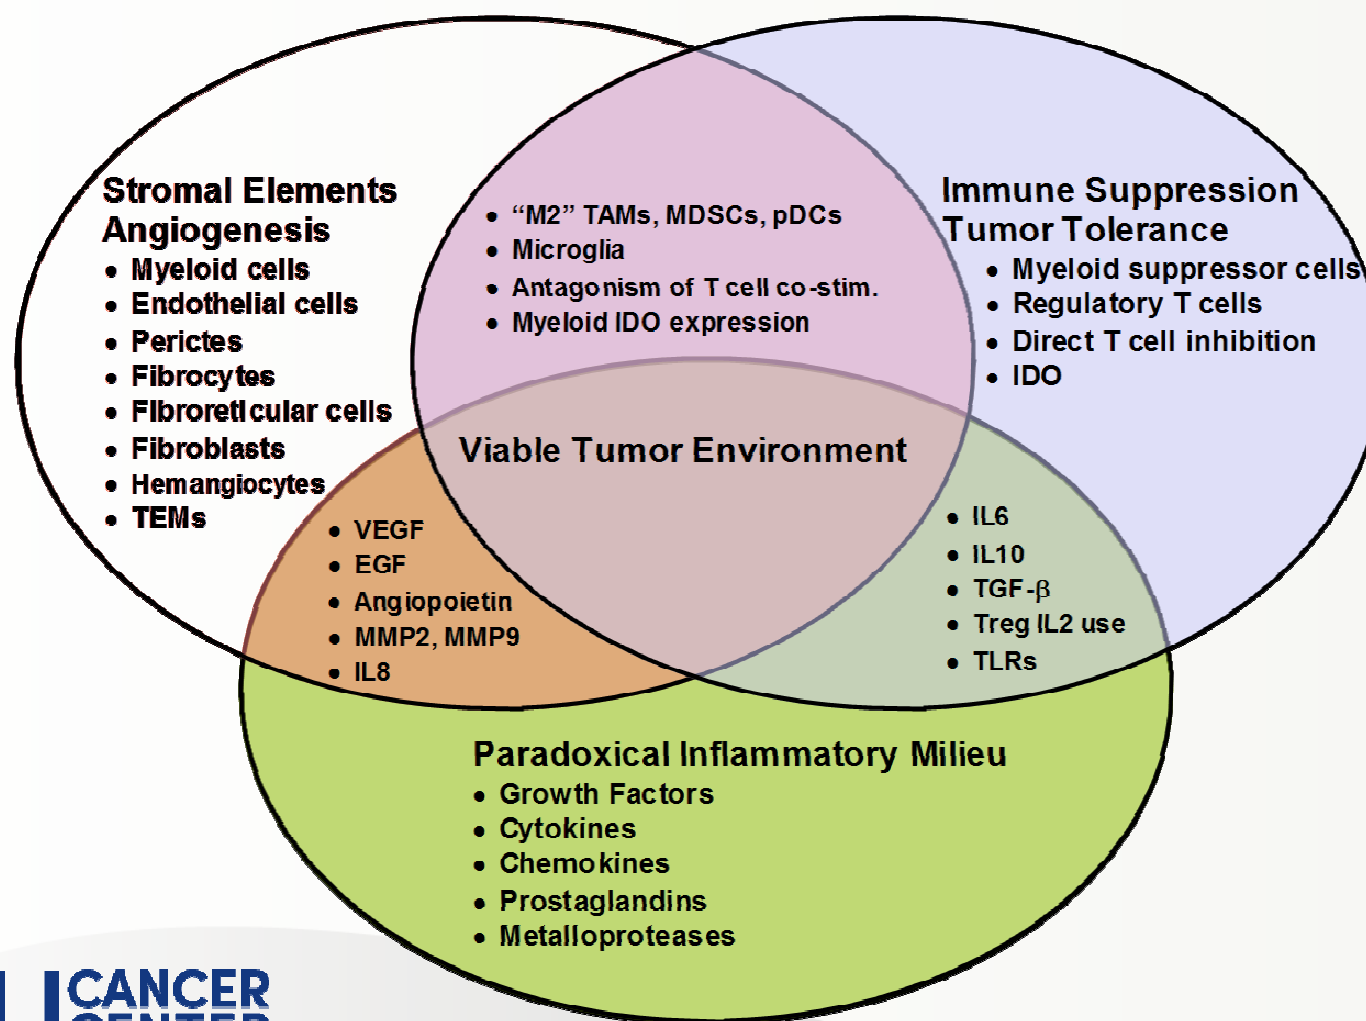 Stromal Elements
Angiogenesis
• Myeloid cells
• Endothelial cells
• Perictes
• Fibrocytes
• Fibroreticular cells
• Fibroblasts
• Hemangiocytes
• TEMs
• “M2” TAMs, MDSCs, pDCs
• Microglia
• Antagonism of T cell co-stim.
• Myeloid IDO expression
Immune Suppression
Tumor Tolerance
• Myeloid suppressor cells
• Regulatory T cells
• Direct T cell inhibition
• IDO
Viable Tumor Environment
• VEGF
• EGF
• Angiopoietin
• MMP2, MMP9
• IL8
• IL6
• IL10
• TGF-β
• Treg IL2 use
• TLRs
Paradoxical Inflammatory Milieu
• Growth Factors
• Cytokines
• Chemokines
• Prostaglandins
• Metalloproteases
CANCER
CENTER